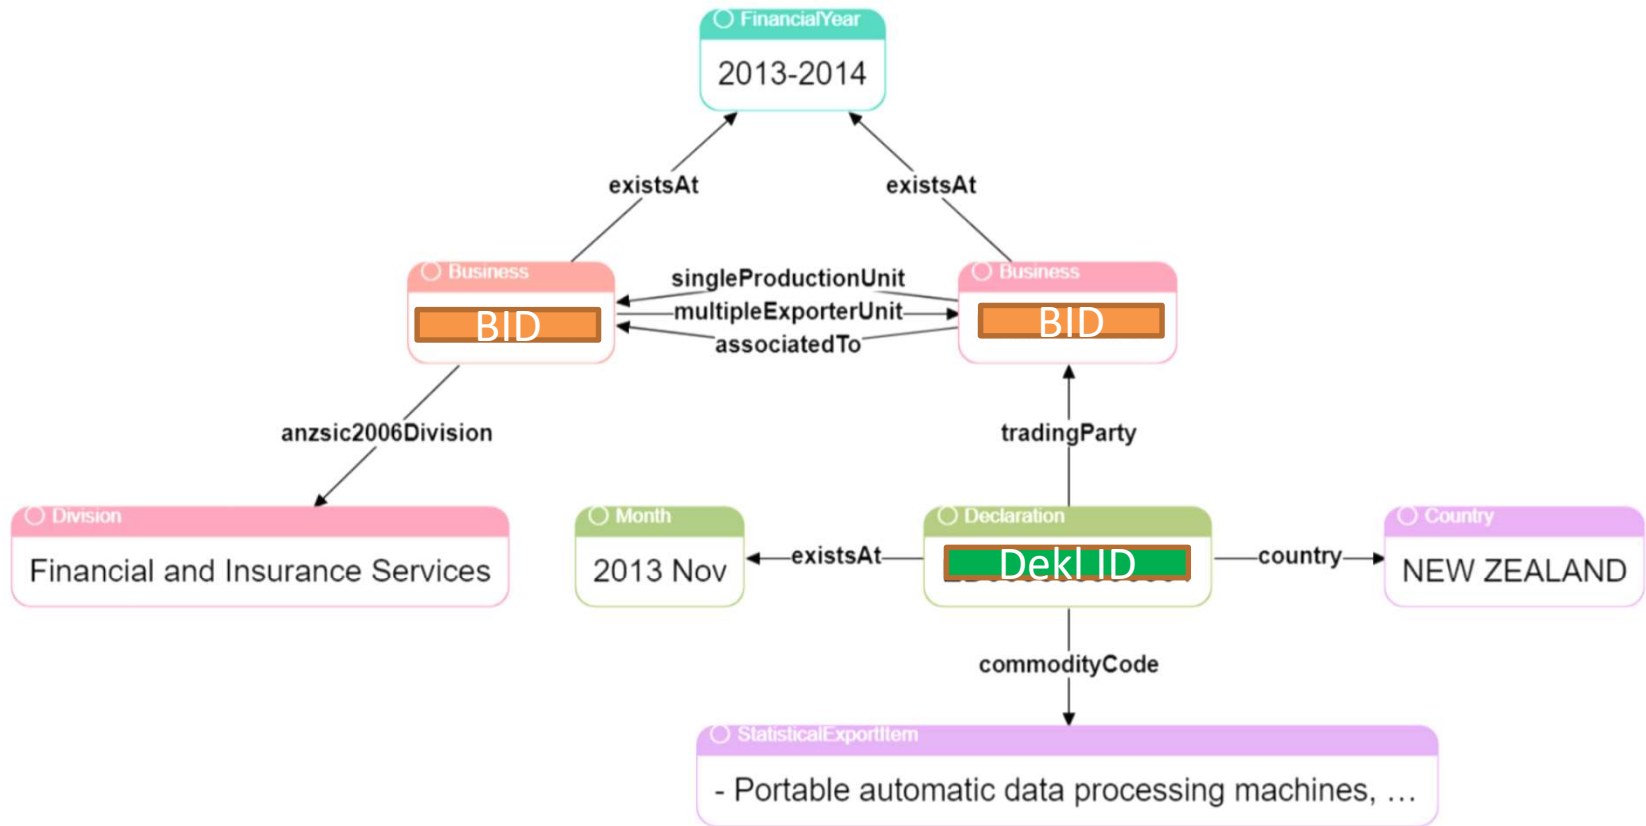 FinancialYear
2013-2014
existsAt
existsAt
Business
BID
singleProductionUnit
multipleExporterUnit
associatedTo
Business
BID
anzsic2006Division
tradingParty
Division
Financial and Insurance Services
Month
2013 Nov
existsAt
Declaration
Dekl ID
country
Country
NEW ZEALAND
commodityCode
StatisticalExportItem
- Portable automatic data processing machines, ...